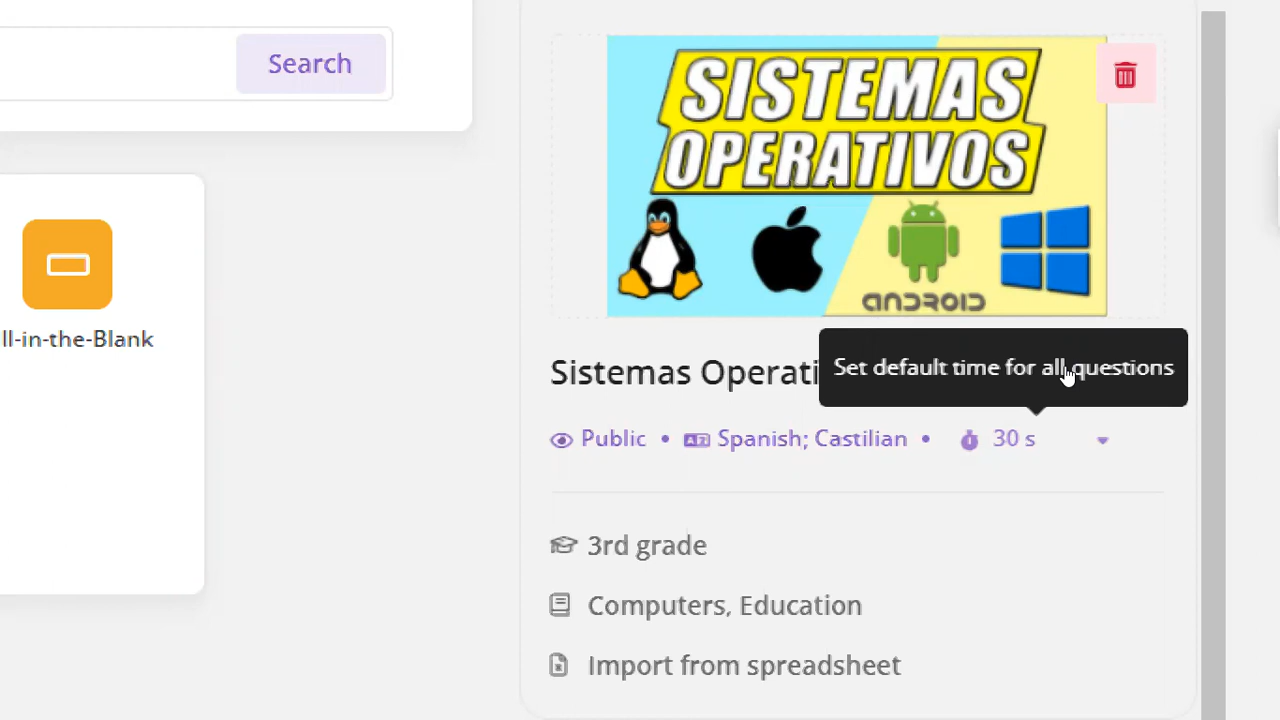 Search
SISTEMAS
OPERATIVOS
ANDROID
ll-in-the-Blank
Set default time for all questions
Sistemas Operati
Public • Spanish; Castilian • 30 s
3rd grade
Computers, Education
Import from spreadsheet